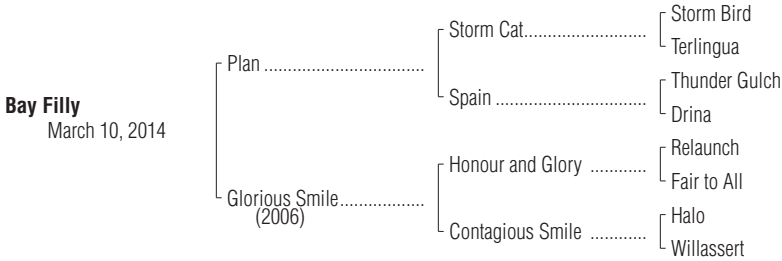 Storm Bird
Storm Cat
Terlingua
Plan
Thunder Gulch
Spain
Drina
Bay Filly
March 10, 2014
Relaunch
Honour and Glory
Fair to All
Glorious Smile
(2006)
Halo
Contagious Smile
Willassert